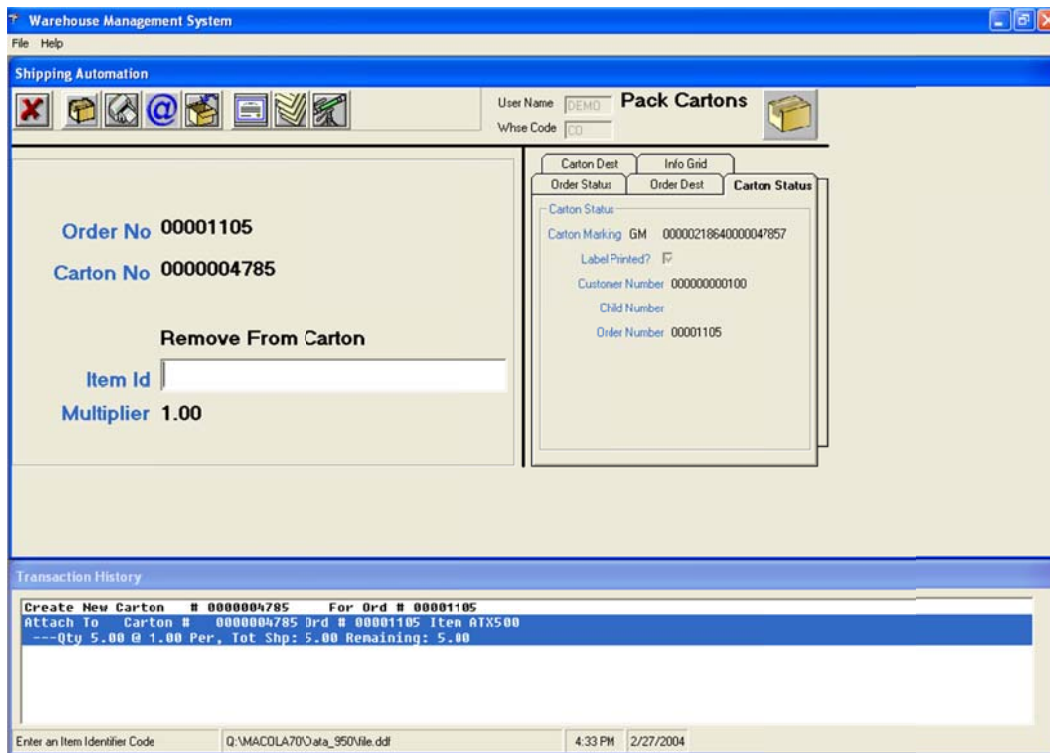 Warehouse Management System
File Help
Shipping Automation
User Name DEMO
Pack Cartons
Whse Code CO
Carton Dest Info Grid
Order Status Order Dest Carton Status
Carton Status
Carton Marking GM 00000218640000047857
Label Printed?
Customer Number 000000000100
Child Number
Order Number 00001105
Order No 00001105
Carton No 0000004785
Remove From Carton
Item Id
Multiplier 1.00
Transaction History
Create New Carton # 0000004785 For Ord # 00001105
Attach To Carton # 0000004785 Ord # 00001105 Item ATX500
---Qty 5.00 @ 1.00 Per, Tot Shp: 5.00 Remaining: 5.00
Enter an Item Identifier Code Q:\MACOLA70\Data_950\file.ddf 4:33 PM 2/27/2004